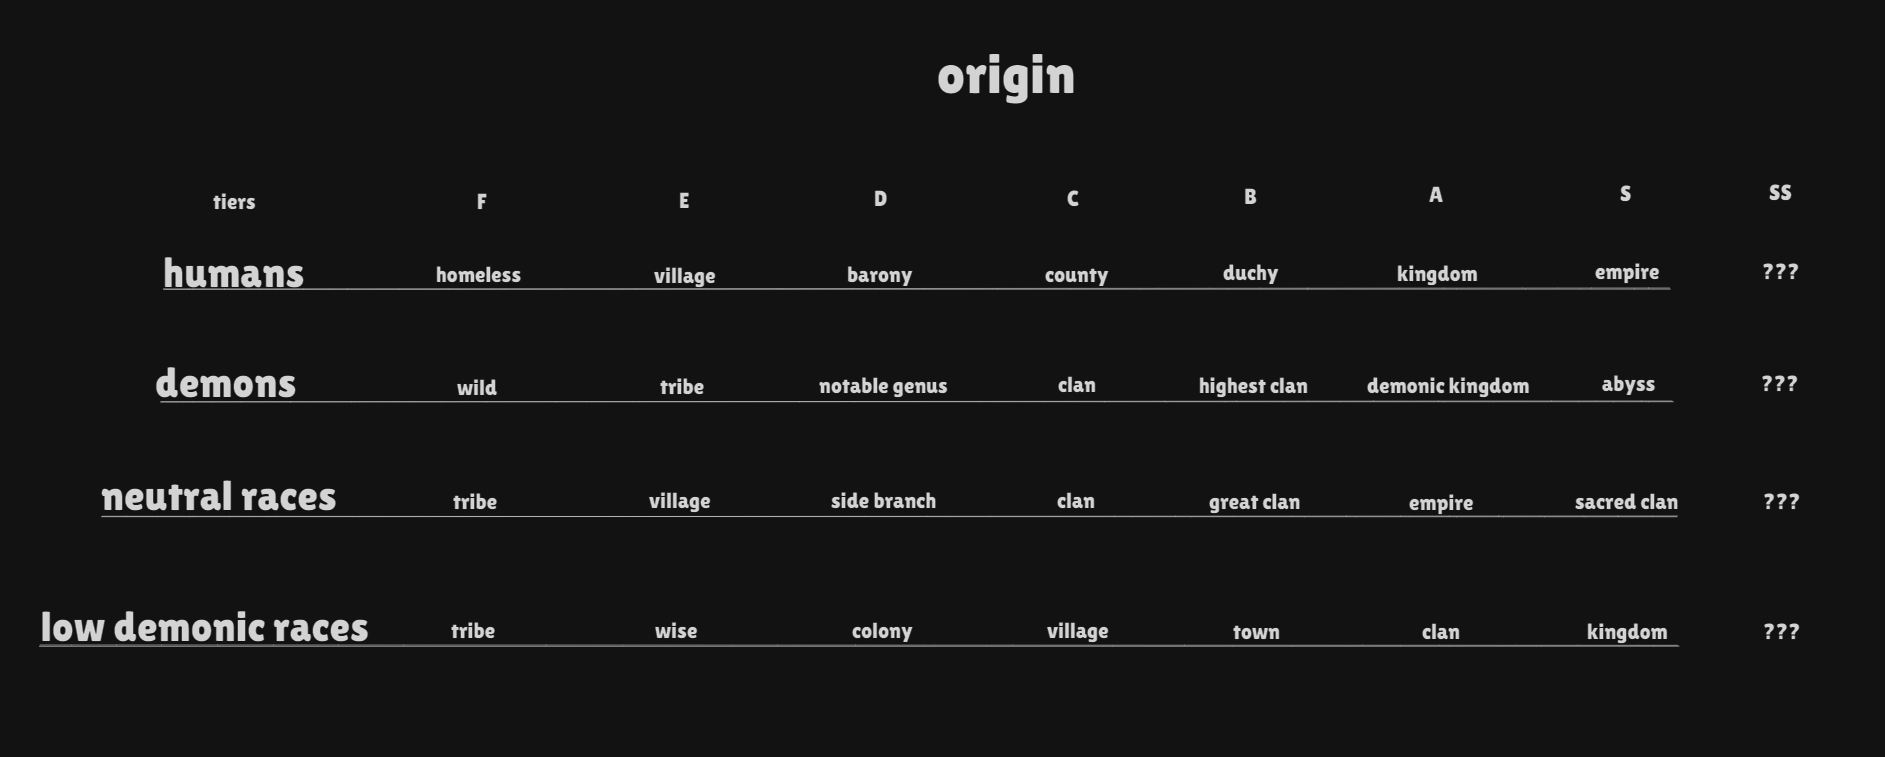 origin
tiers F E D C B A S SS
humans homeless village barony county duchy kingdom empire ???
demons wild tribe notable genus clan highest clan demonic kingdom abyss ???
neutral races tribe village side branch clan great clan empire sacred clan ???
low demonic races tribe wise colony village town clan kingdom ???